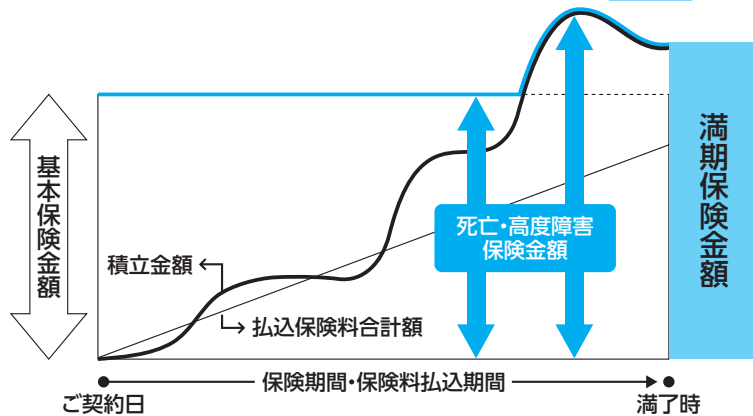 基本保険金額
積立金額
払込保険料合計額
死亡・高度障害
保険金額
満期保険金額
保険期間・保険料払込期間
ご契約日
満了時